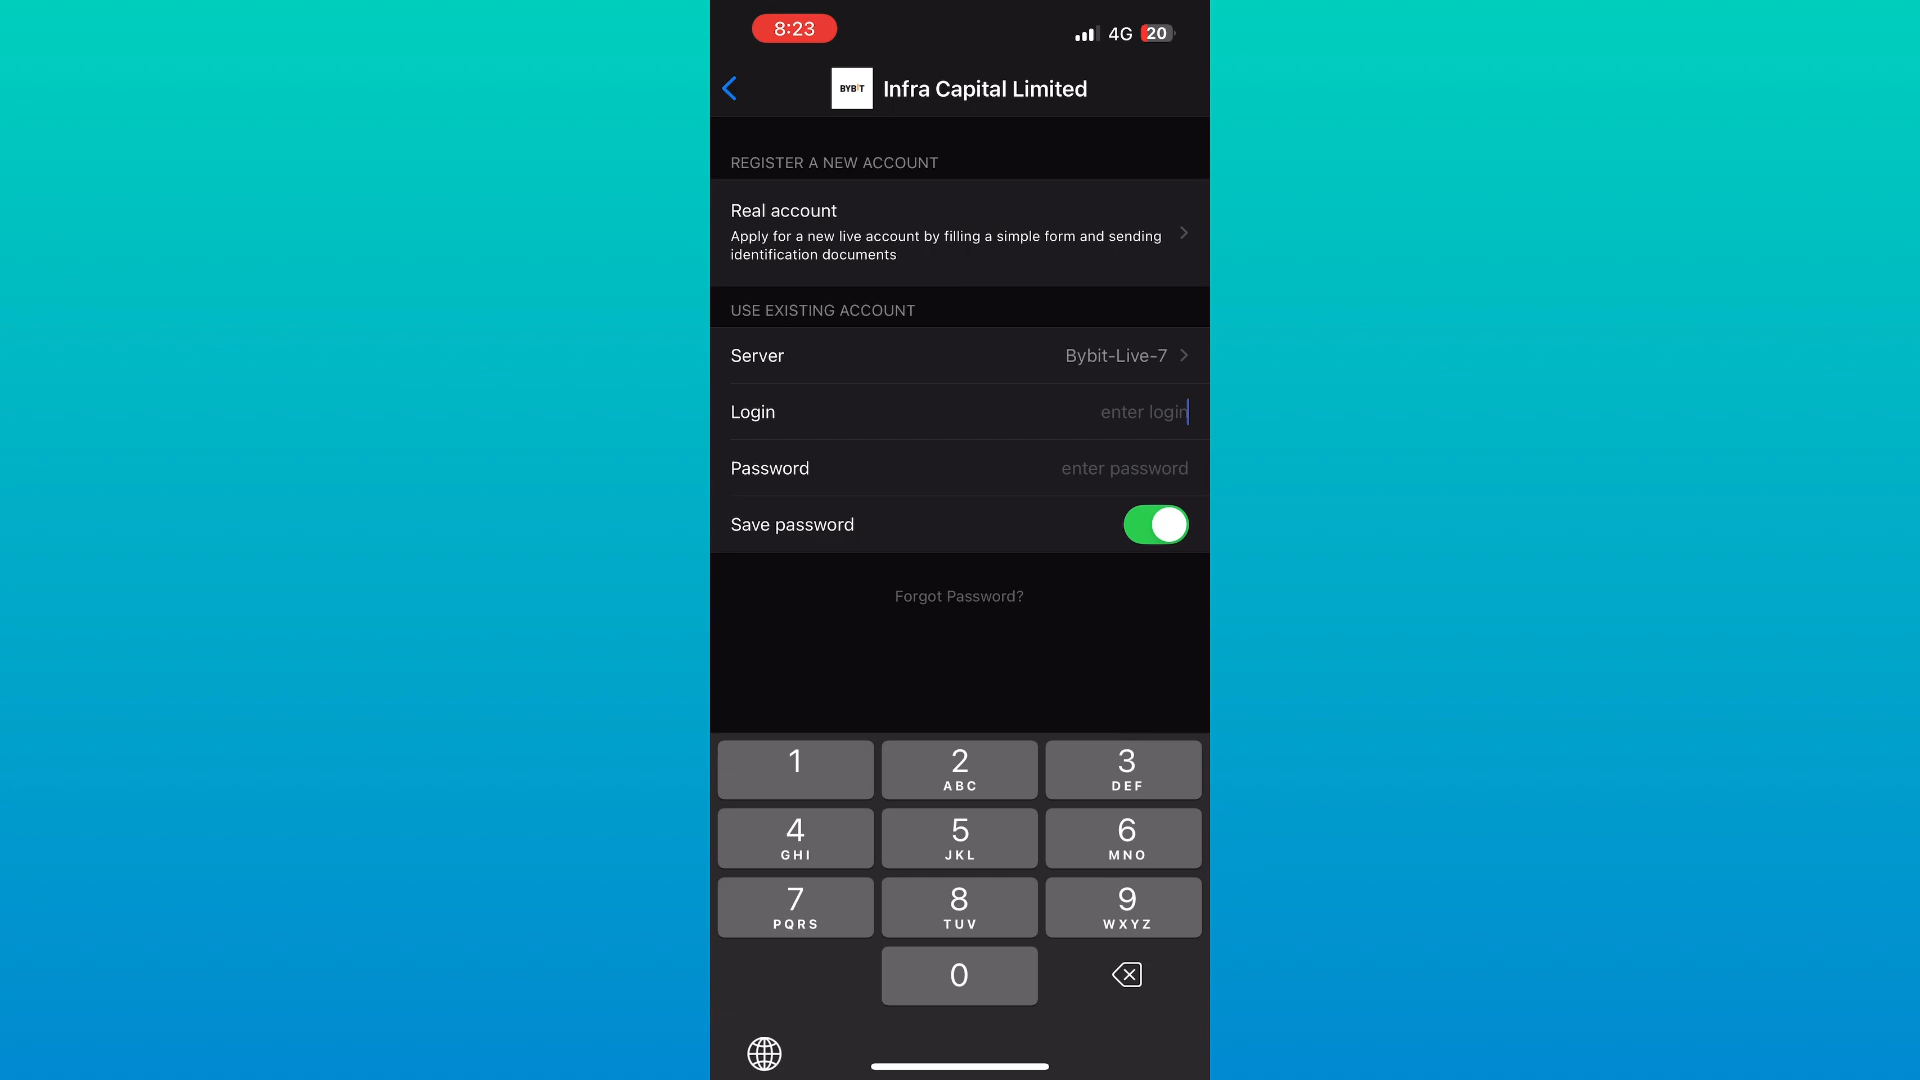 8:23
4G 20
BYBIT Infra Capital Limited
REGISTER A NEW ACCOUNT
Real account
Apply for a new live account by filling a simple form and sending
identification documents
USE EXISTING ACCOUNT
Server Bybit-Live-7
Login enter login
Password enter password
Save password
Forgot Password?
1 2 3
ABC DEF
4 5 6
GHI JKL MNO
7 8 9
PQRS TUV WXYZ
0